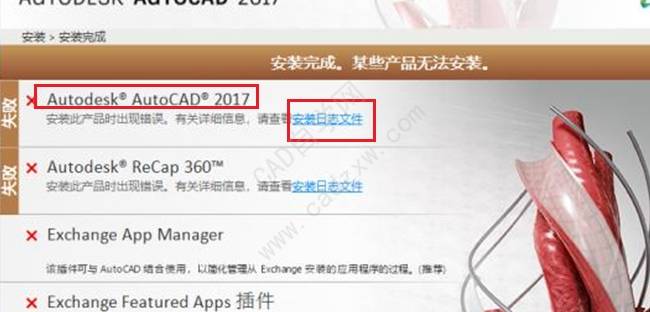 AUTODESK® AUTOCAD® 2017
安装 > 安装完成
安装完成。某些产品无法安装。
失败
Autodesk® AutoCAD® 2017
安装此产品时出现错误。有关详细信息，请查看安装日志文件
失败
Autodesk® ReCap 360™
安装此产品时出现错误。有关详细信息，请查看安装日志文件
Exchange App Manager
该插件可与 AutoCAD 结合使用，以简化管理从 Exchange 安装的应用程序的过程。(推荐)
Exchange Featured Apps 插件
CAD自学网
www.cadzxw.com